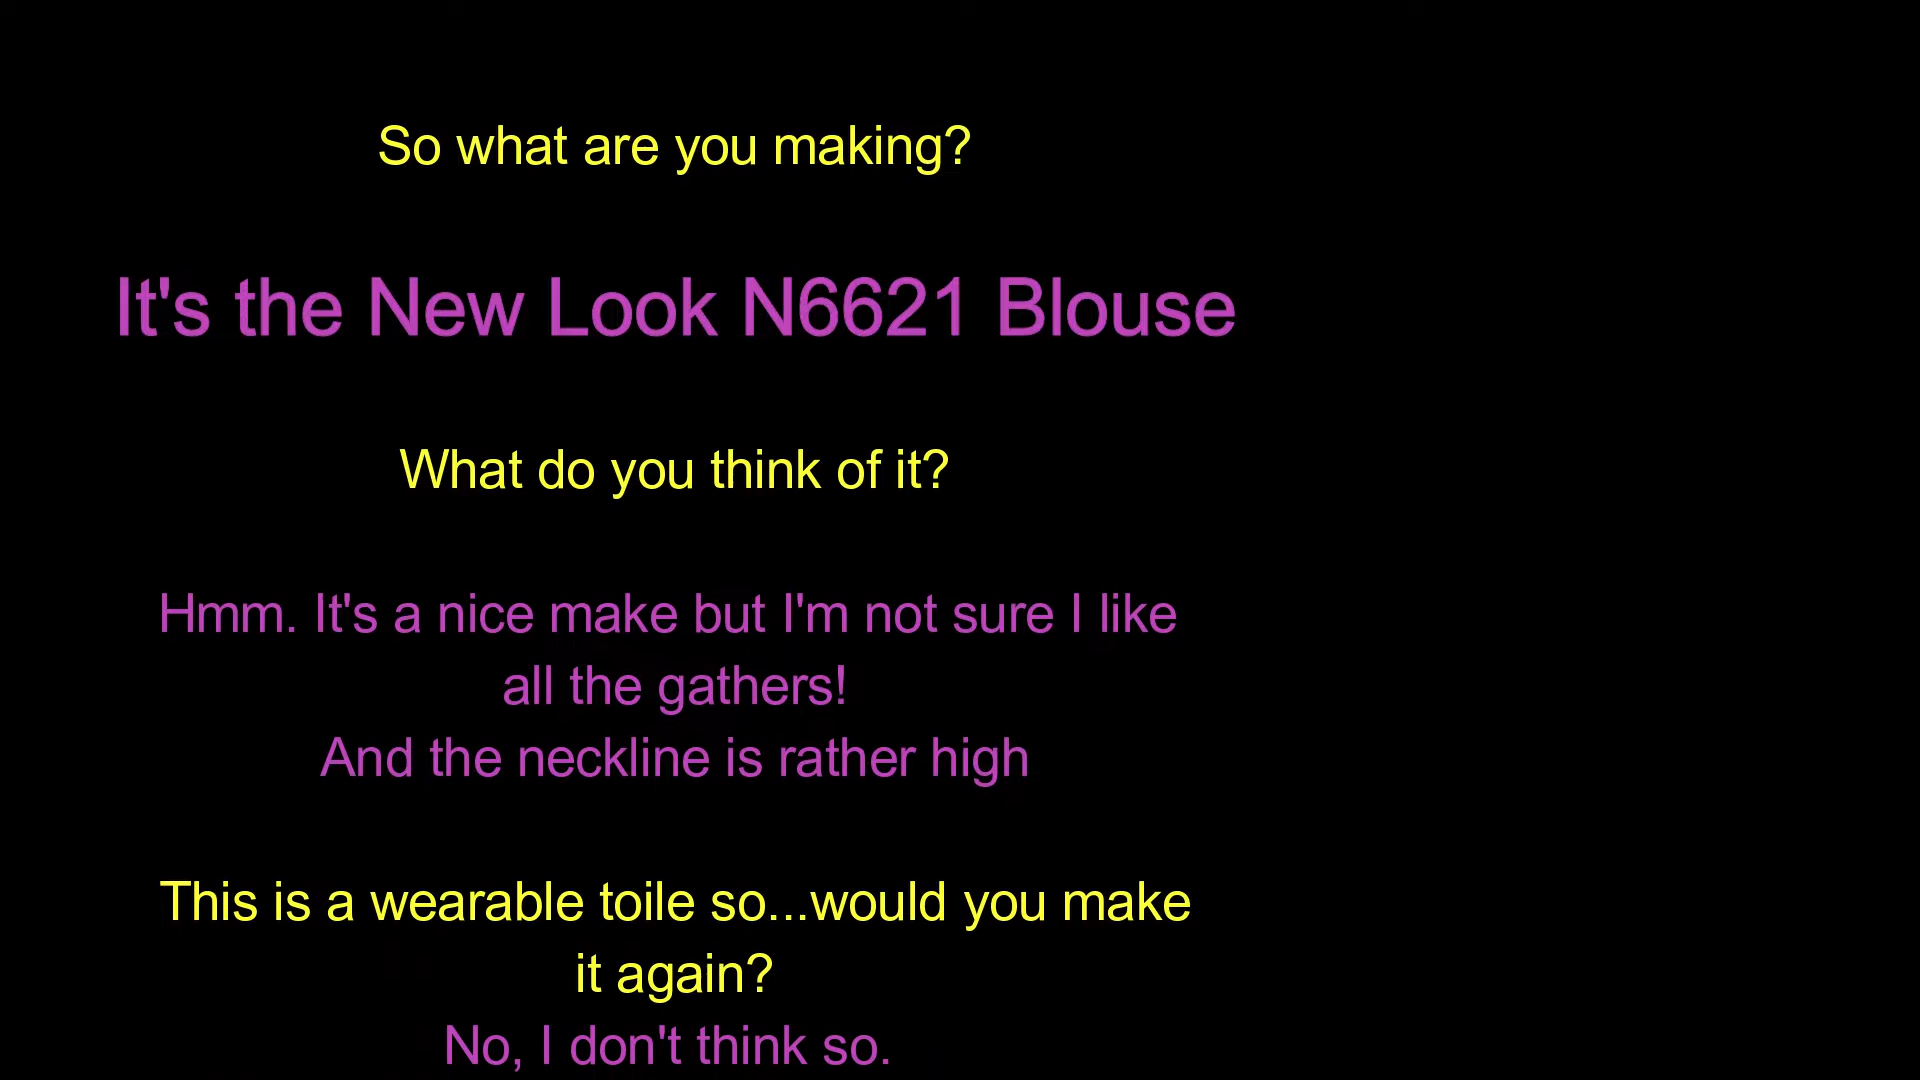 So what are you making?
It's the New Look N6621 Blouse
What do you think of it?
Hmm. It's a nice make but I'm not sure I like
all the gathers!
And the neckline is rather high
This is a wearable toile so...would you make
it again?
No, I don't think so.